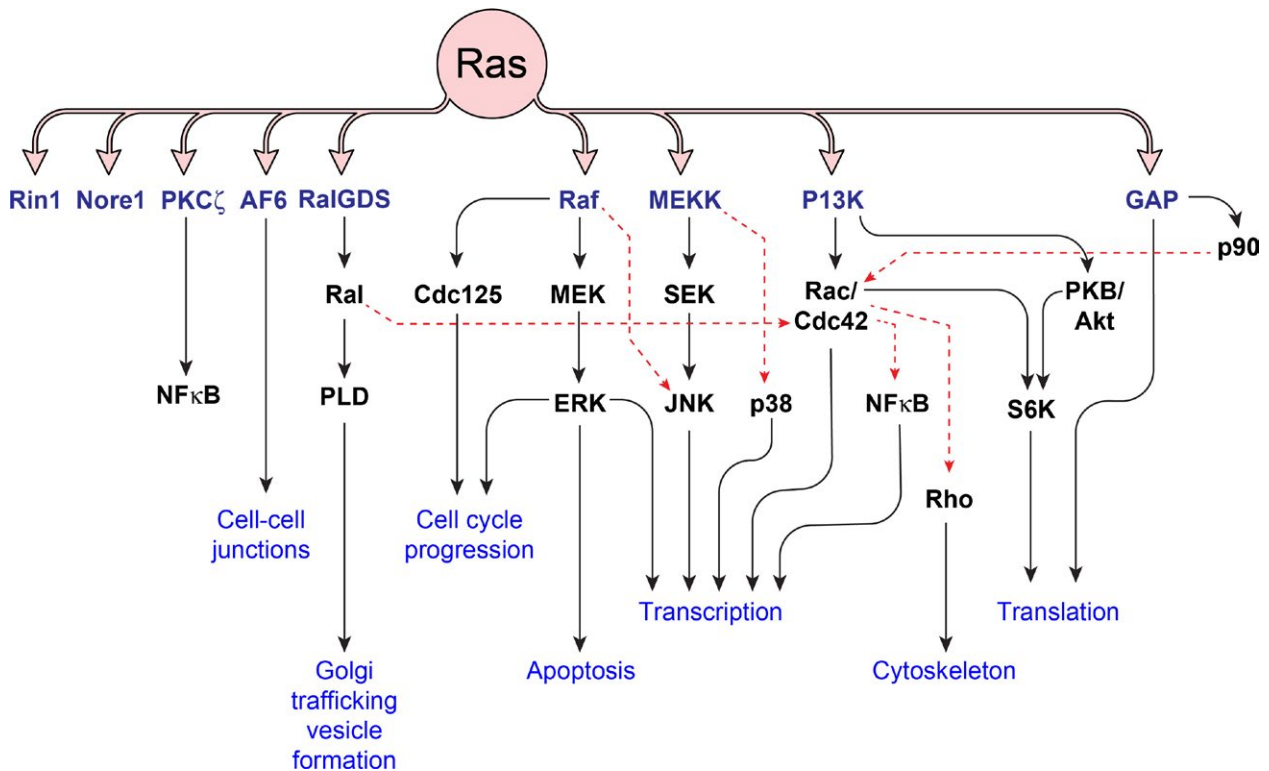 Ras
Rin1 Nore1 PKCζ AF6 RalGDS Raf MEKK P13K GAP
p90
Ral Cdc125 MEK SEK Rac/ PKB/
Cdc42 Akt
NFκB PLD ERK JNK p38 NFκB S6K
Rho
Cell-cell Cell cycle
junctions progression
Transcription Translation
Golgi Apoptosis Cytoskeleton
trafficking
vesicle
formation